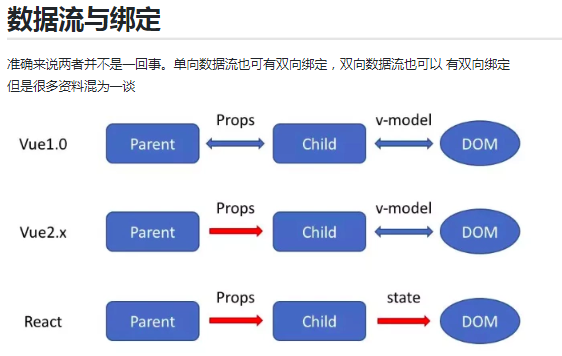 数据流与绑定
准确来说两者并不是一回事。单向数据流也可有双向绑定，双向数据流也可以 有双向绑定
但是很多资料混为一谈
Vue1.0 Parent Props Child v-model DOM
Vue2.x Parent Props Child v-model DOM
React Parent Props Child state DOM